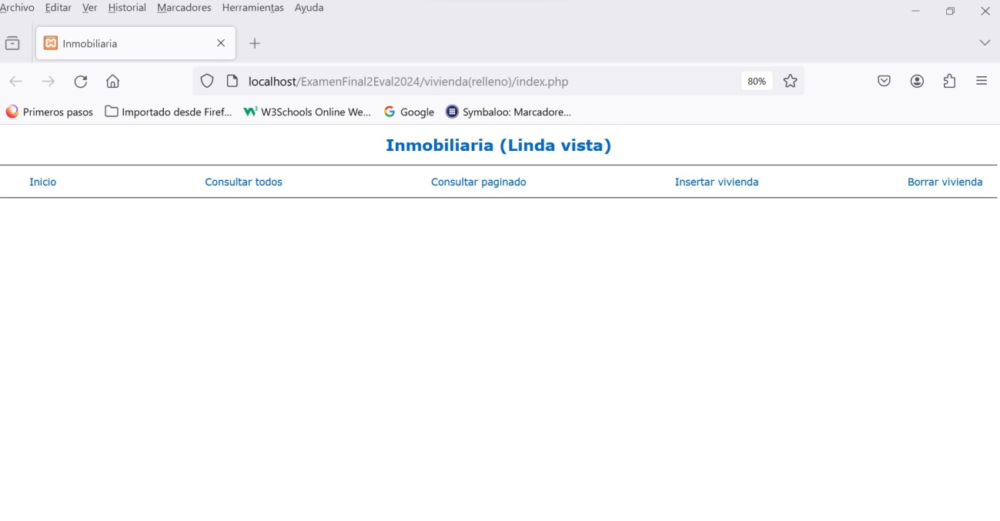 Archivo Editar Ver Historial Marcadores Herramientas Ayuda
Inmobiliaria
localhost/ExamenFinal2Eval2024/vivienda(relleno)/index.php 80%
Primeros pasos Importado desde Firef... W3Schools Online We... Google Symbaloo: Marcadore...
Inmobiliaria (Linda vista)
Inicio Consultar todos Consultar paginado Insertar vivienda Borrar vivienda